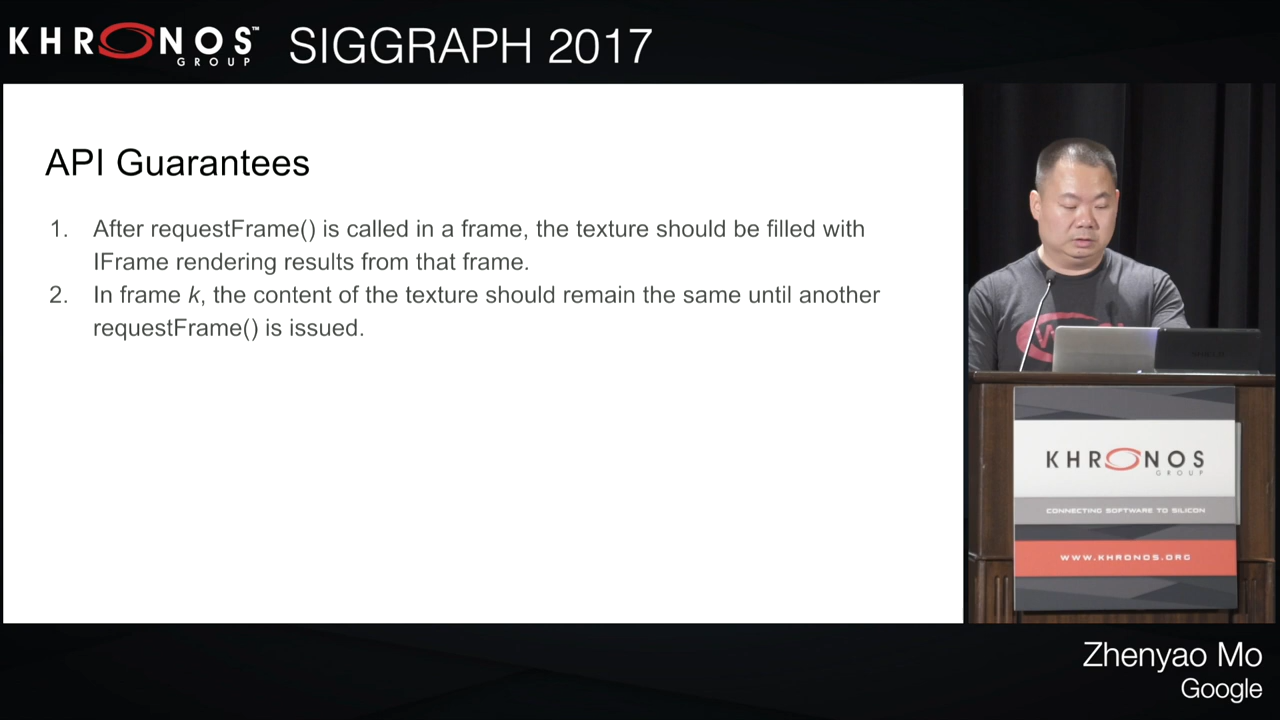 KHRONOS™
GROUP
SIGGRAPH 2017
API Guarantees
1. After requestFrame() is called in a frame, the texture should be filled with
IFrame rendering results from that frame.
2. In frame k, the content of the texture should remain the same until another
requestFrame() is issued.
KHRONOS
GROUP
CONNECTING SOFTWARE TO SILICON
WWW.KHRONOS.ORG
Zhenyao Mo
Google